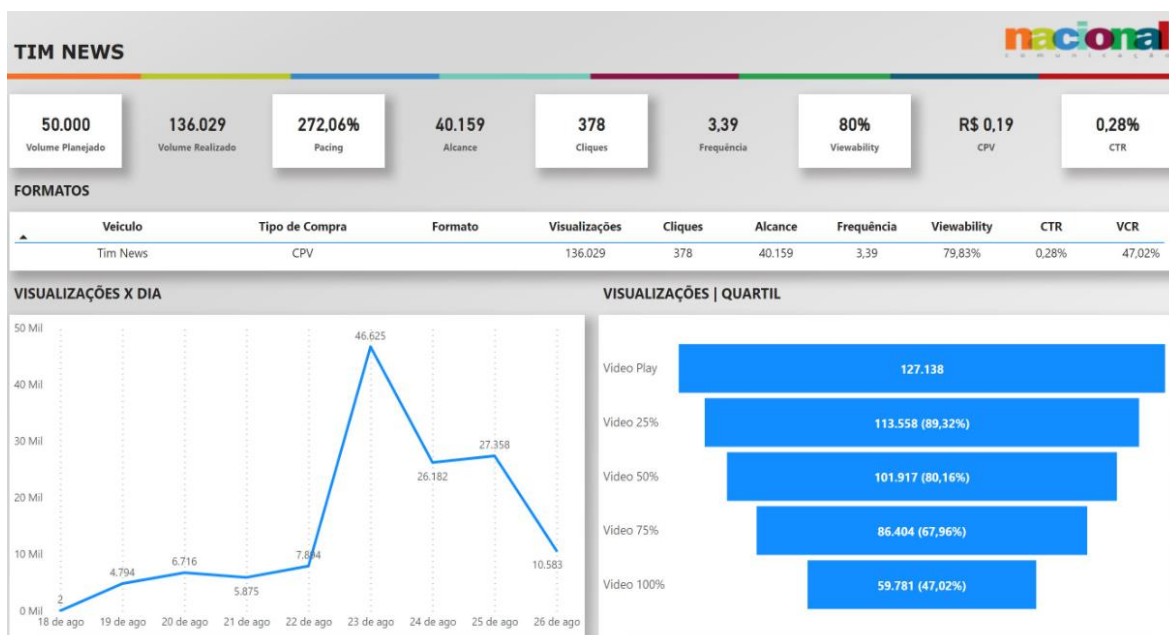 TIM NEWS
nacional
comunicação
50.000 136.029 272,06% 40.159 378 3,39 80% R$ 0,19 0,28%
Volume Planejado Volume Realizado Pacing Alcance Cliques Frequência Viewability CPV CTR
FORMATOS
Veiculo Tipo de Compra Formato Visualizações Cliques Alcance Frequência Viewability CTR VCR
Tim News CPV 136.029 378 40.159 3,39 79,83% 0,28% 47,02%
VISUALIZAÇÕES X DIA
50 Mil
40 Mil
30 Mil
20 Mil
10 Mil
0 Mil
2
4.794
6.716
5.875
7.894
46.625
26.182
27.358
10.583
18 de ago 19 de ago 20 de ago 21 de ago 22 de ago 23 de ago 24 de ago 25 de ago 26 de ago
VISUALIZAÇÕES | QUARTIL
Video Play 127.138
Video 25% 113.558 (89,32%)
Video 50% 101.917 (80,16%)
Video 75% 86.404 (67,96%)
Video 100% 59.781 (47,02%)